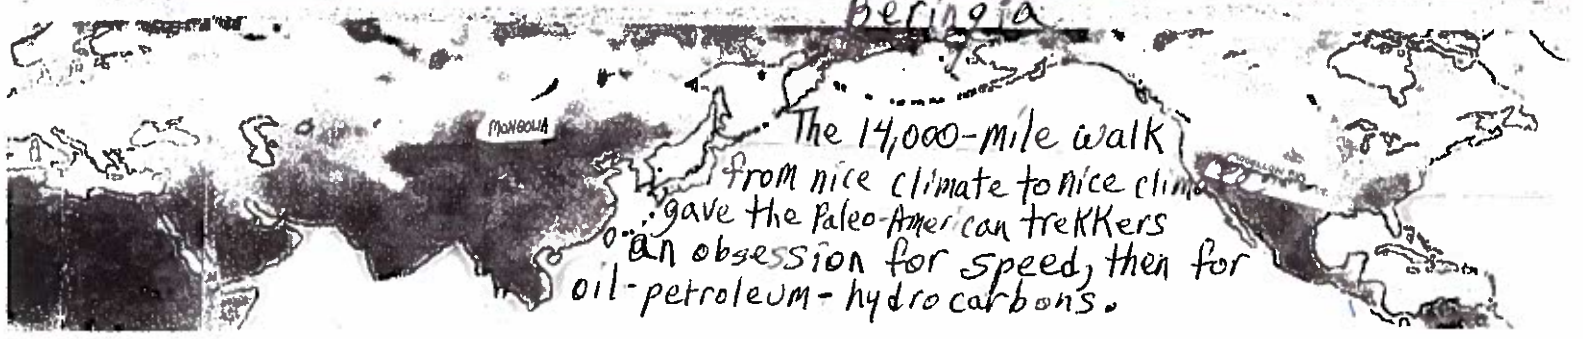 Beringia
MONGOLIA
The 14,000-mile walk
from nice climate to nice clima
gave the Paleo-American trekkers
an obsession for speed, then for
oil-petroleum-hydrocarbons.